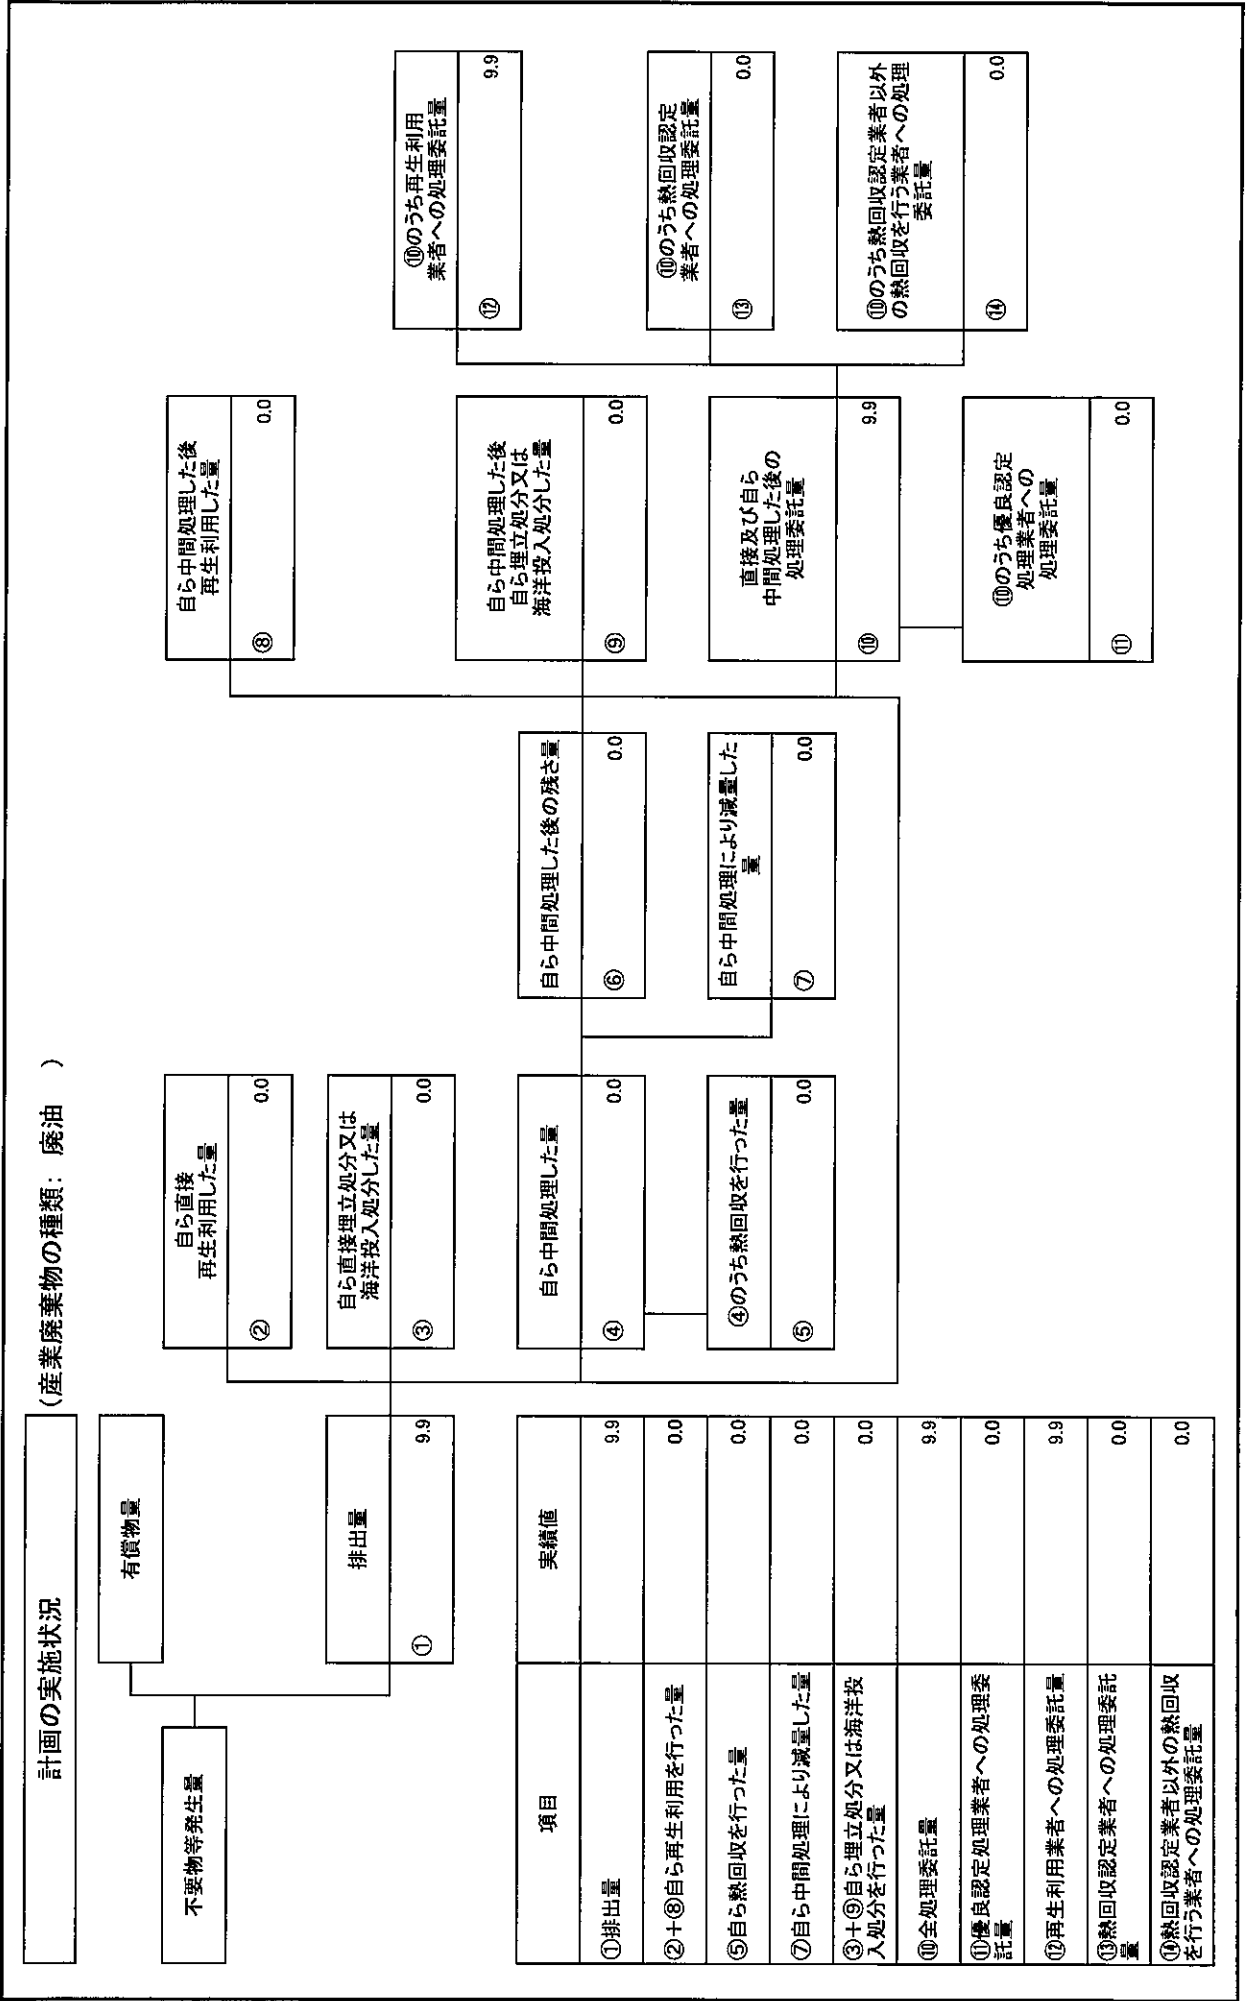 計画の実施状況
(産業廃棄物の種類: 廃油 )
不要物等発生量
有償物量
排出量
① 9.9
自ら直接
再生利用した量
② 0.0
自ら直接埋立処分又は
海洋投入処分した量
③ 0.0
自ら中間処理した量
④ 0.0
④のうち熱回収を行った量
⑤ 0.0
自ら中間処理した後の残さ量
⑥ 0.0
自ら中間処理により減量した
量
⑦ 0.0
自ら中間処理した後
再生利用した量
⑧ 0.0
自ら中間処理した後
自ら埋立処分又は
海洋投入処分した量
⑨ 0.0
直接及び自ら
中間処理した後の
処理委託量
⑩ 9.9
⑩のうち優良認定
処理業者への
処理委託量
⑪ 0.0
⑩のうち再生利用
業者への処理委託量
⑫ 9.9
⑩のうち熱回収認定
業者への処理委託量
⑬ 0.0
⑩のうち熱回収認定業者以外
の熱回収を行う業者への処理
委託量
⑭ 0.0
項目 実績値
①排出量 9.9
②+⑧自ら再生利用を行った量 0.0
⑤自ら熱回収を行った量 0.0
⑦自ら中間処理により減量した量 0.0
③+⑨自ら埋立処分又は海洋投
入処分を行った量 0.0
⑩全処理委託量 9.9
⑪優良認定処理業者への処理委
託量 0.0
⑫再生利用業者への処理委託量 9.9
⑬熱回収認定業者への処理委託
量 0.0
⑭熱回収認定業者以外の熱回収
を行う業者への処理委託量 0.0